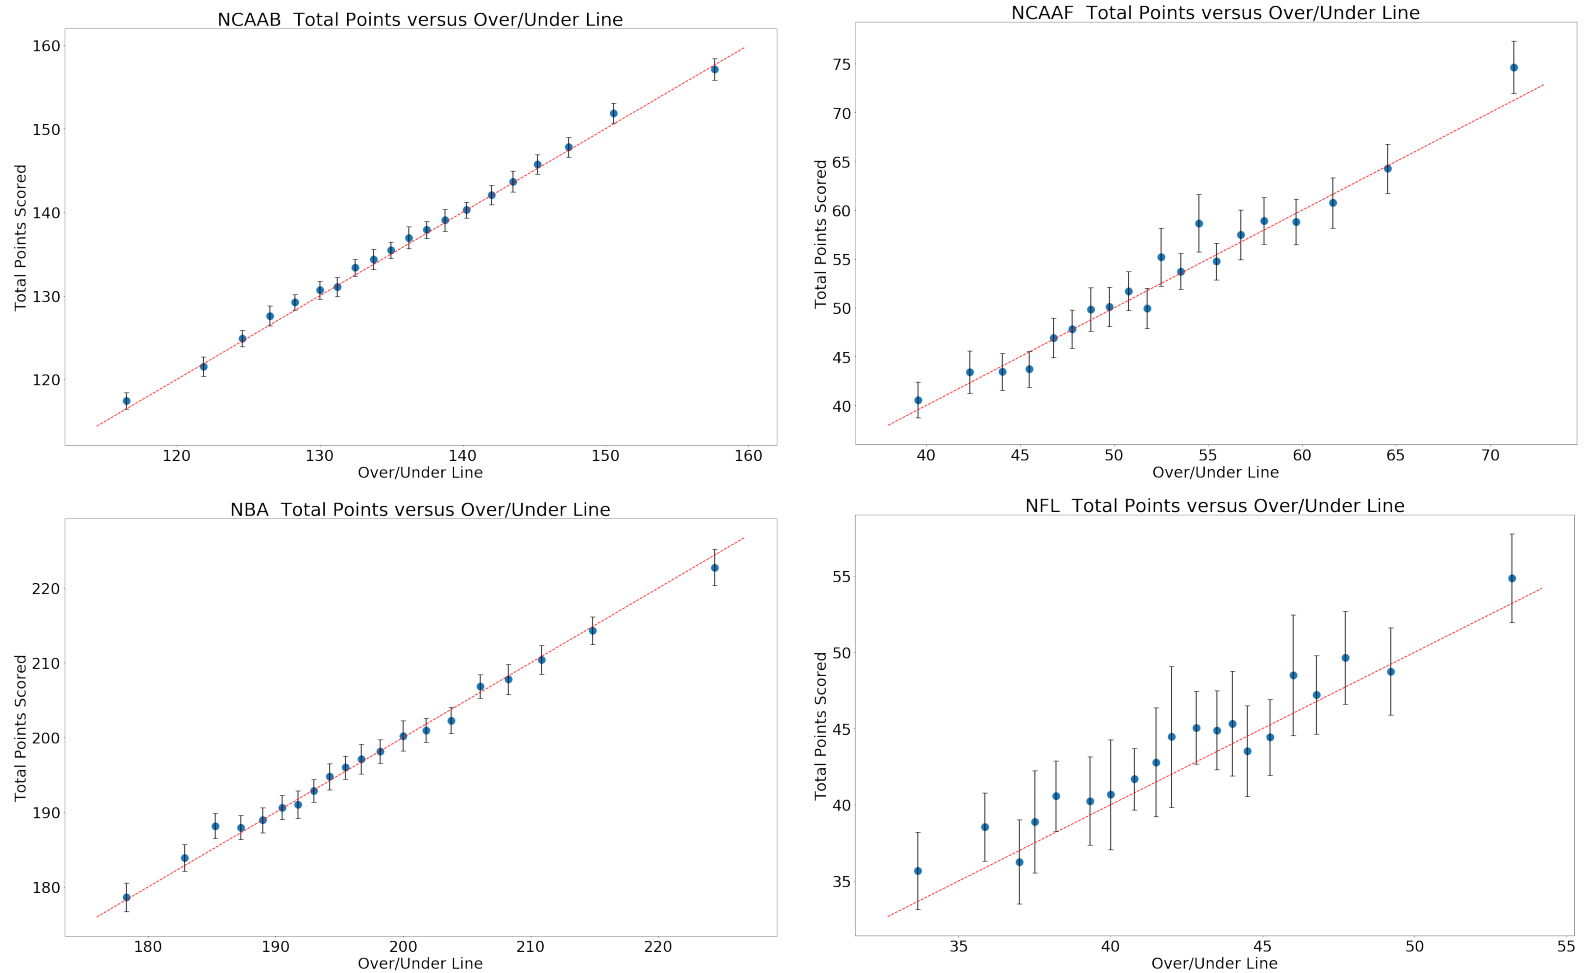 NCAAB  Total Points versus Over/Under Line
Total Points Scored
160
150
140
130
120
120 130 140 150 160
Over/Under Line
NCAAF  Total Points versus Over/Under Line
Total Points Scored
75
70
65
60
55
50
45
40
40 45 50 55 60 65 70
Over/Under Line
NBA  Total Points versus Over/Under Line
Total Points Scored
220
210
200
190
180
180 190 200 210 220
Over/Under Line
NFL  Total Points versus Over/Under Line
Total Points Scored
55
50
45
40
35
35 40 45 50 55
Over/Under Line